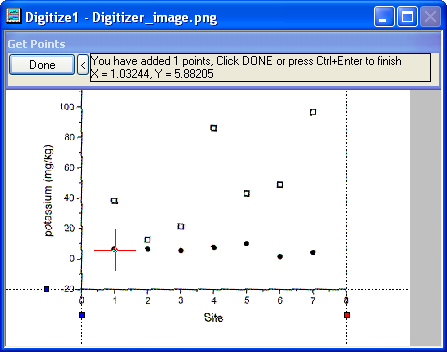 Digitize1 - Digitizer_image.png
Get Points
Done
<
You have added 1 points, Click DONE or press Ctrl+Enter to finish
X = 1.03244, Y = 5.88205
100
80
60
40
20
0
-20
potassium (mg/kg)
0 1 2 3 4 5 6 7 8
Site